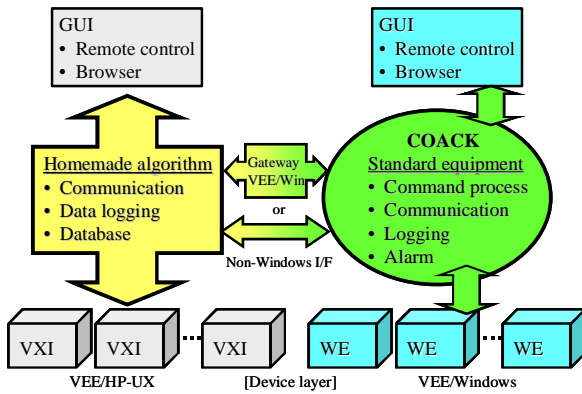 GUI
• Remote control
• Browser
GUI
• Remote control
• Browser
Homemade algorithm
• Communication
• Data logging
• Database
Gateway
VEE/Win
or
Non-Windows I/F
COACK
Standard equipment
• Command process
• Communication
• Logging
• Alarm
VXI
VXI
VXI
WE
WE
WE
VEE/HP-UX
[Device layer]
VEE/Windows